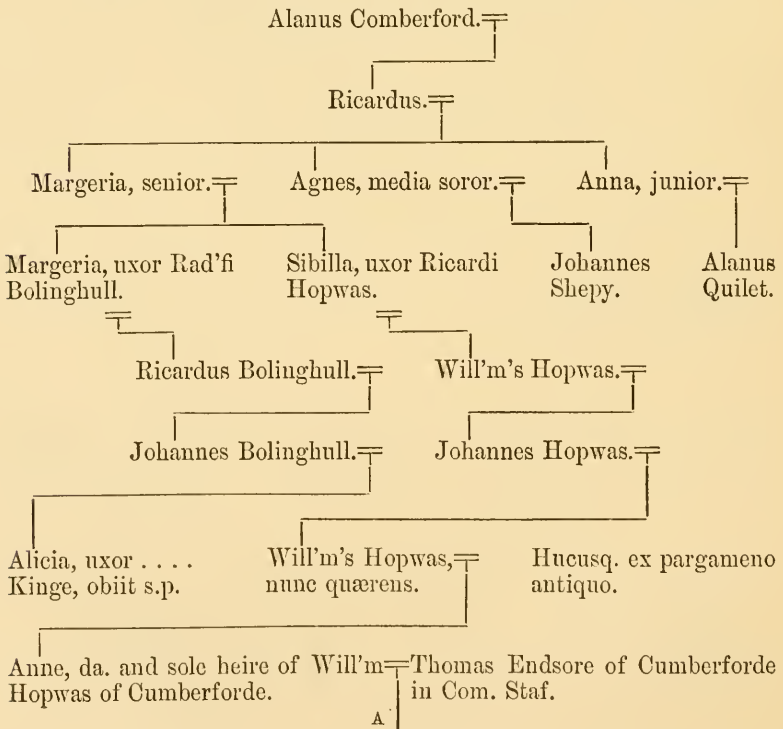 Alanus Comberford.
Ricardus.
Margeria, senior. Agnes, media soror. Anna, junior.
Margeria, uxor Rad'fi Sibilla, uxor Ricardi Johannes Alanus
Bolinghull. Hopwas. Shepy. Quilet.
Ricardus Bolinghull. Will'm's Hopwas.
Johannes Bolinghull. Johannes Hopwas.
Alicia, uxor . . . . Will'm's Hopwas, Hucusq. ex pargameno
Kinge, obiit s.p. nunc quærens. antiquo.
Anne, da. and sole heire of Will'm Thomas Endsore of Cumberforde
Hopwas of Cumberforde. in Com. Staf.
A